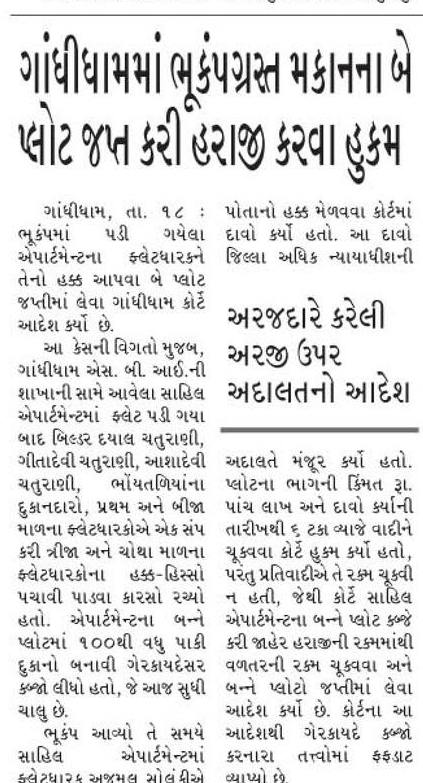 ગાંધીધામમાં ભૂકંપગ્રસ્ત મકાનના બે
પ્લોટ જપ્ત કરી હરાજી કરવા હુકમ
ગાંધીધામ, તા. ૧૮ :
ભૂકંપમાં પડી ગયેલા
એપાર્ટમેન્ટના ફ્લેટધારકને
તેનો હક્ક આપવા બે પ્લોટ
જપ્તીમાં લેવા ગાંધીધામ કોર્ટે
આદેશ કર્યો છે.
આ કેસની વિગતો મુજબ,
ગાંધીધામ એસ. બી. આઈ.ની
શાખાની સામે આવેલા સાહિલ
એપાર્ટમેન્ટમાં ફ્લેટ પડી ગયા
બાદ બિલ્ડર દયાલ ચતુરાણી,
ગીતાદેવી ચતુરાણી, આશાદેવી
ચતુરાણી, ભોંયતળિયાંના
દુકાનદારો, પ્રથમ અને બીજા
માળના ફ્લેટધારકોએ એક સંપ
કરી ત્રીજા અને ચોથા માળના
ફ્લેટધારકોના હક્ક-હિસ્સો
પચાવી પાડવા કારસો રચ્યો
હતો. એપાર્ટમેન્ટના બન્ને
પ્લોટમાં ૧૦૦થી વધુ પાકી
દુકાનો બનાવી ગેરકાયદેસર
કબ્જો લીધો હતો, જે આજ સુધી
ચાલુ છે.
ભૂકંપ આવ્યો તે સમયે
સાહિલ એપાર્ટમેન્ટમાં
ફ્લેટધારક અજમલ સોલંકીએ
પોતાનો હક્ક મેળવવા કોર્ટમાં
દાવો કર્યો હતો. આ દાવો
જિલ્લા અધિક ન્યાયાધીશની
અરજદારે કરેલી
અરજી ઉપર
અદાલતનો આદેશ
અદાલતે મંજૂર કર્યો હતો.
પ્લોટના ભાગની કિંમત રૂા.
પાંચ લાખ અને દાવો કર્યાની
તારીખથી ૬ ટકા વ્યાજે વાદીને
ચૂકવવા કોર્ટે હુકમ કર્યો હતો,
પરંતુ પ્રતિવાદીએ તે રકમ ચૂકવી
ન હતી, જેથી કોર્ટે સાહિલ
એપાર્ટમેન્ટના બન્ને પ્લોટ કબ્જે
કરી જાહેર હરાજીની રકમમાંથી
વળતરની રકમ ચૂકવવા અને
બન્ને પ્લોટો જપ્તીમાં લેવા
આદેશ કર્યો છે. કોર્ટના આ
આદેશથી ગેરકાયદે કબ્જો
કરનારા તત્ત્વોમાં ફફડાટ
વ્યાપ્યો છે.